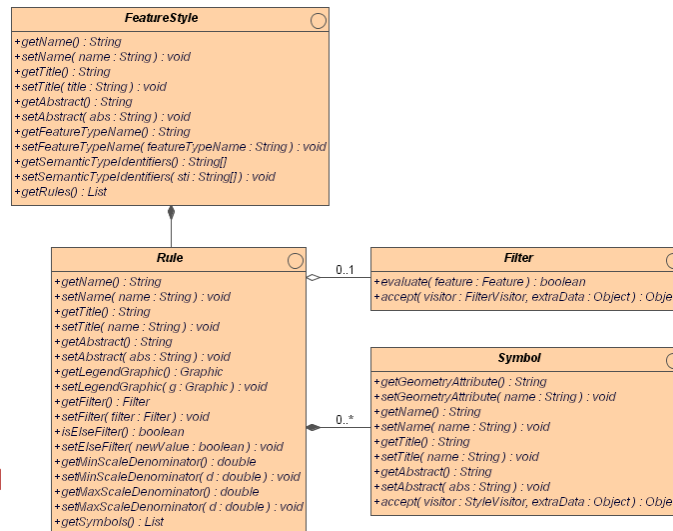 FeatureStyle
+getName() : String
+setName( name : String ) : void
+getTitle() : String
+setTitle( title : String ) : void
+getAbstract() : String
+setAbstract( abs : String ) : void
+getFeatureTypeName() : String
+setFeatureTypeName( featureTypeName : String ) : void
+getSemanticTypeIdentifiers() : String[]
+setSemanticTypeIdentifiers( sti : String[] ) : void
+getRules() : List
Rule
+getName() : String
+setName( name : String ) : void
+getTitle() : String
+setTitle( name : String ) : void
+getAbstract() : String
+setAbstract( abs : String ) : void
+getLegendGraphic() : Graphic
+setLegendGraphic( g : Graphic ) : void
+getFilter() : Filter
+setFilter( filter : Filter ) : void
+isElseFilter() : boolean
+setElseFilter( newValue : boolean ) : void
+getMinScaleDenominator() : double
+setMinScaleDenominator( d : double ) : void
+getMaxScaleDenominator() : double
+setMaxScaleDenominator( d : double ) : void
+getSymbols() : List
0..1
Filter
+evaluate( feature : Feature ) : boolean
+accept( visitor : FilterVisitor, extraData : Object ) : Obje
0..*
Symbol
+getGeometryAttribute() : String
+setGeometryAttribute( name : String ) : void
+getName() : String
+setName( name : String ) : void
+getTitle() : String
+setTitle( name : String ) : void
+getAbstract() : String
+setAbstract( abs : String ) : void
+accept( visitor : StyleVisitor, extraData : Object ) : Obje